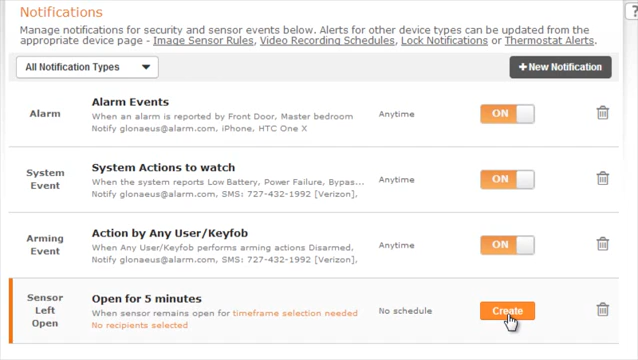 Notifications
Manage notifications for security and sensor events below. Alerts for other device types can be updated from the
appropriate device page - Image Sensor Rules, Video Recording Schedules, Lock Notifications or Thermostat Alerts.
All Notification Types
+ New Notification
Alarm
Alarm Events
When an alarm is reported by Front Door, Master bedroom
Notify glonaeus@alarm.com, iPhone, HTC One X
Anytime
ON
System
Event
System Actions to watch
When the system reports Low Battery, Power Failure, Bypas...
Notify glonaeus@alarm.com, SMS: 727-432-1992 [Verizon],
Anytime
ON
Arming
Event
Action by Any User/Keyfob
When Any User/Keyfob performs arming actions Disarmed,
Notify glonaeus@alarm.com, SMS: 727-432-1992 [Verizon],
Anytime
ON
Sensor
Left
Open
Open for 5 minutes
When sensor remains open for timeframe selection needed
No recipients selected
No schedule
Create
?